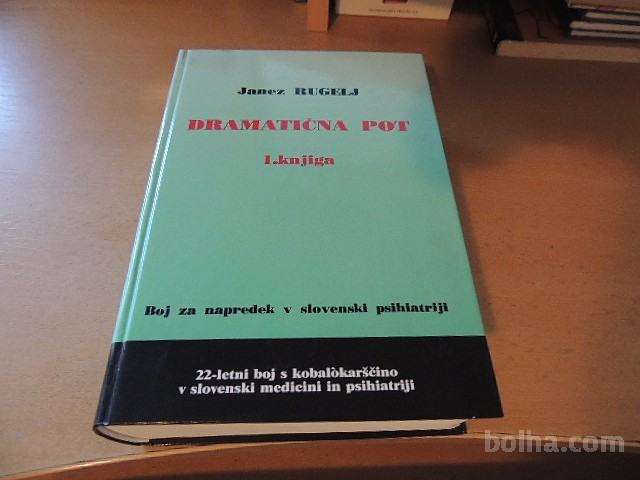 Janez RUGELJ
DRAMATIČNA POT
1.knjiga
Boj za napredek v slovenski psihiatriji
22-letni boj s kobalòkarščino
v slovenski medicini in psihiatriji
bolha.com